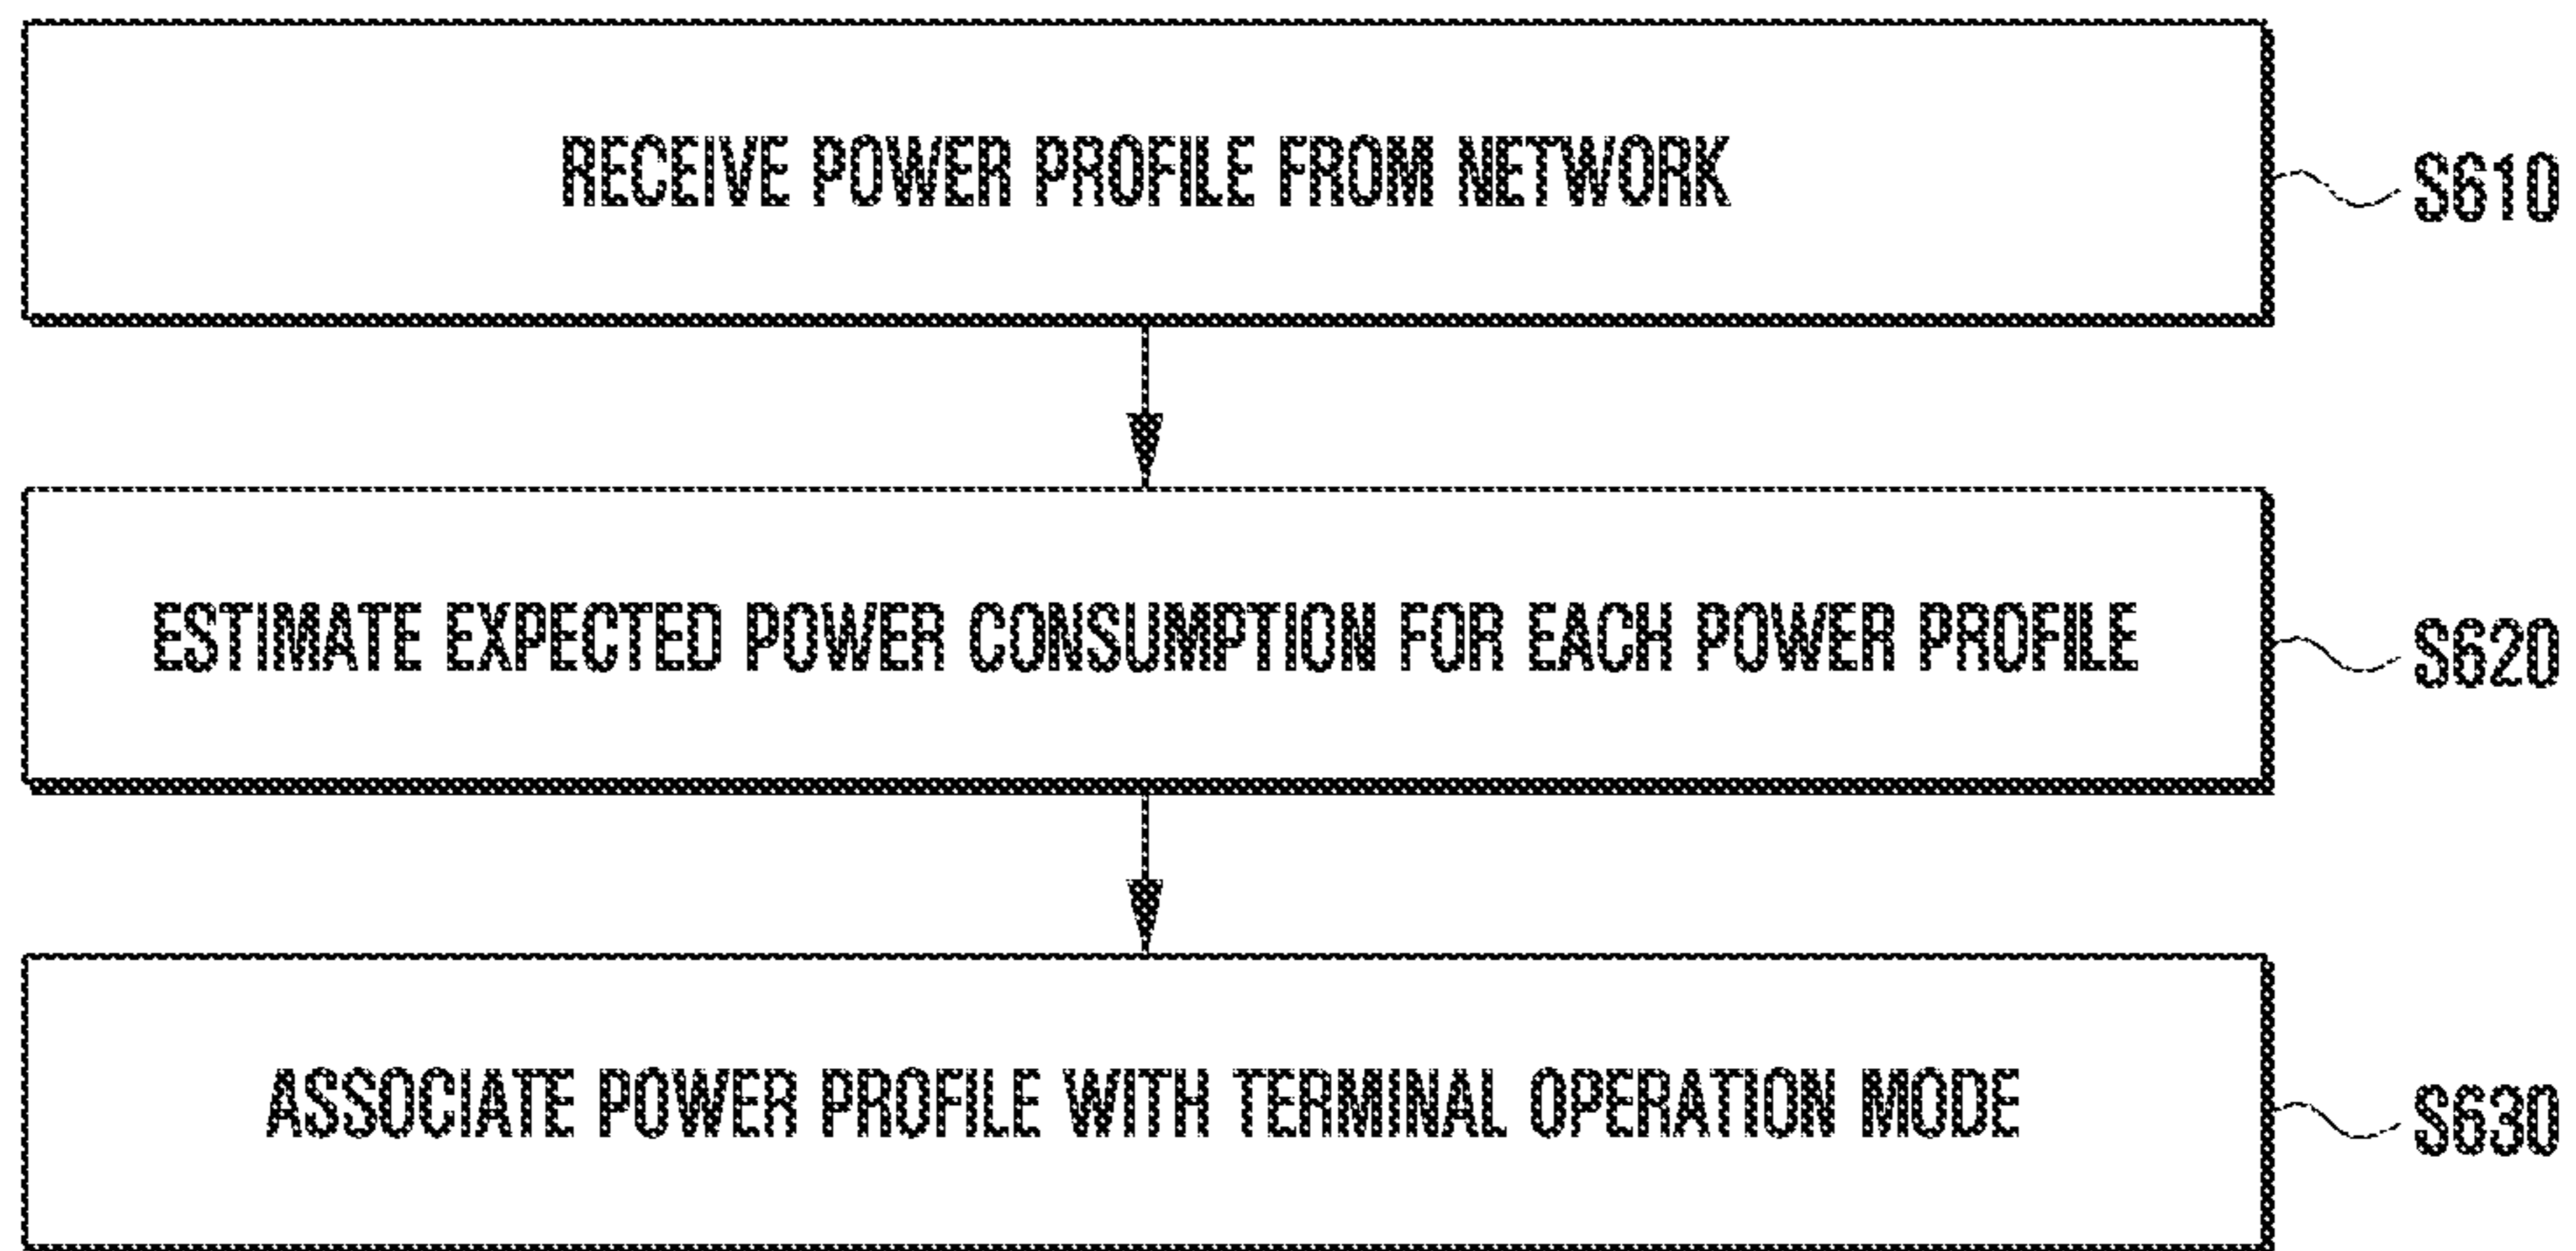 RECEIVE POWER PROFILE FROM NETWORK
S610
ESTIMATE EXPECTED POWER CONSUMPTION FOR EACH POWER PROFILE
S620
ASSOCIATE POWER PROFILE WITH TERMINAL OPERATION MODE
S630